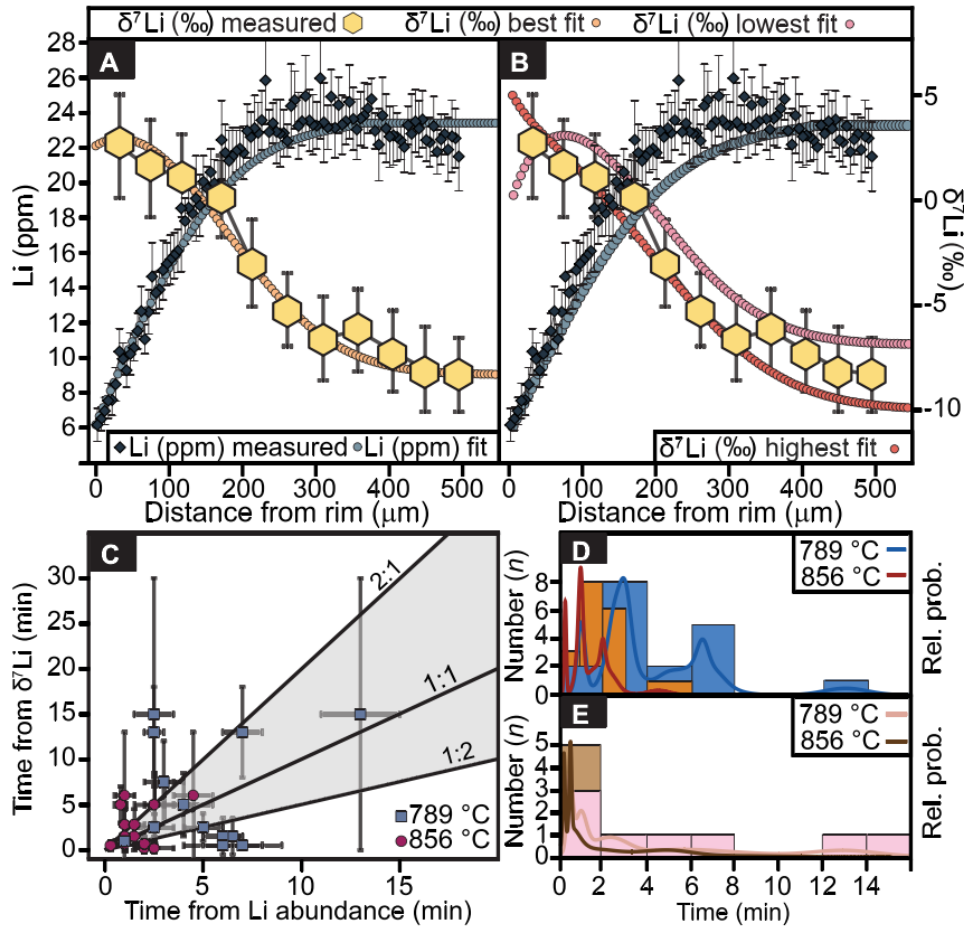 δ⁷Li (‰) measured δ⁷Li (‰) best fit δ⁷Li (‰) lowest fit
A
B
28
26
24
22
20
18
16
14
12
10
8
6
Li (ppm)
5
0
-5
-10
δ⁷Li (‰)
Li (ppm) measured Li (ppm) fit
δ⁷Li (‰) highest fit
0 100 200 300 400 500
0 100 200 300 400 500
Distance from rim (μm)
Distance from rim (μm)
C
30
25
20
15
10
5
0
Time from δ⁷Li (min)
2:1
1:1
1:2
789 °C
856 °C
0 5 10 15
Time from Li abundance (min)
D
789 °C
856 °C
8
6
4
2
0
Number (n)
Rel. prob.
E
789 °C
856 °C
5
4
3
2
1
0
Number (n)
Rel. prob.
0 2 4 6 8 10 12 14
Time (min)